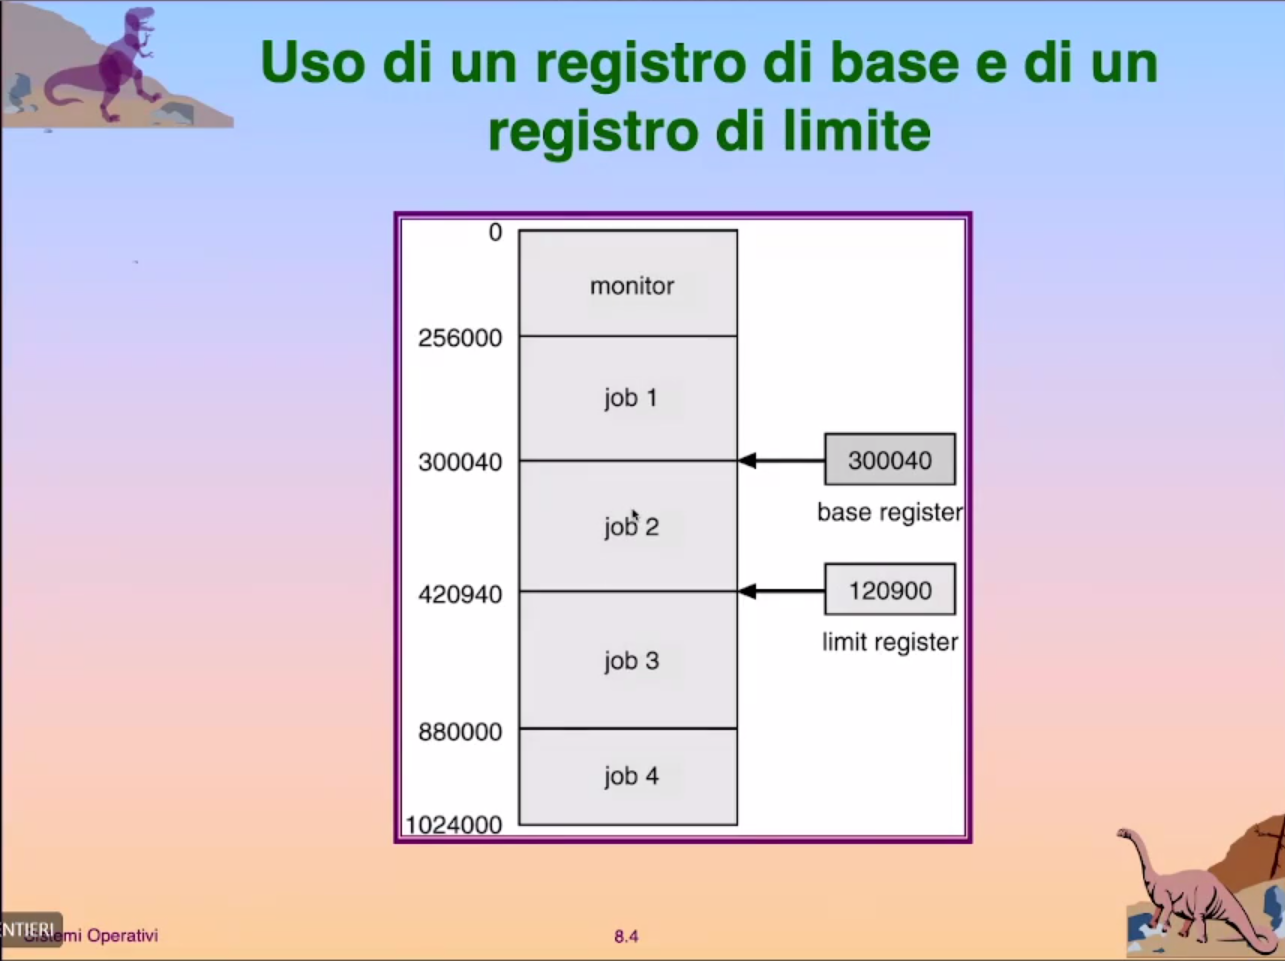 Uso di un registro di base e di un
registro di limite
0
monitor
256000
job 1
300040
300040
base register
job 2
420940
120900
limit register
job 3
880000
job 4
1024000
ENTIERI
Sistemi Operativi
8.4